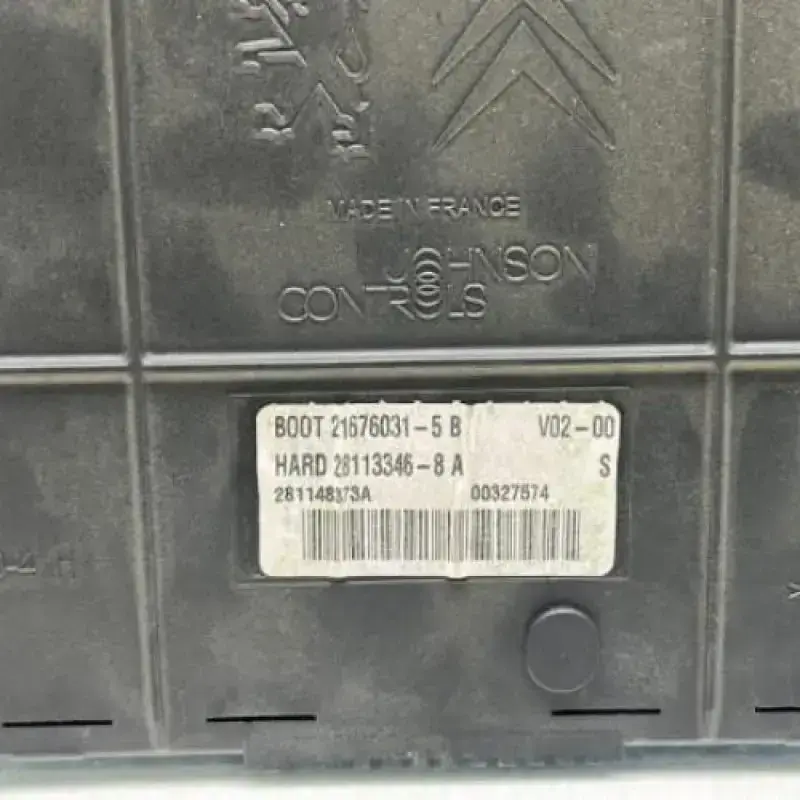 MADE IN FRANCE
JOHNSON
CONTROLS
BOOT 21676031-5 B V02-00
HARD 28113346-8 A S
00327574